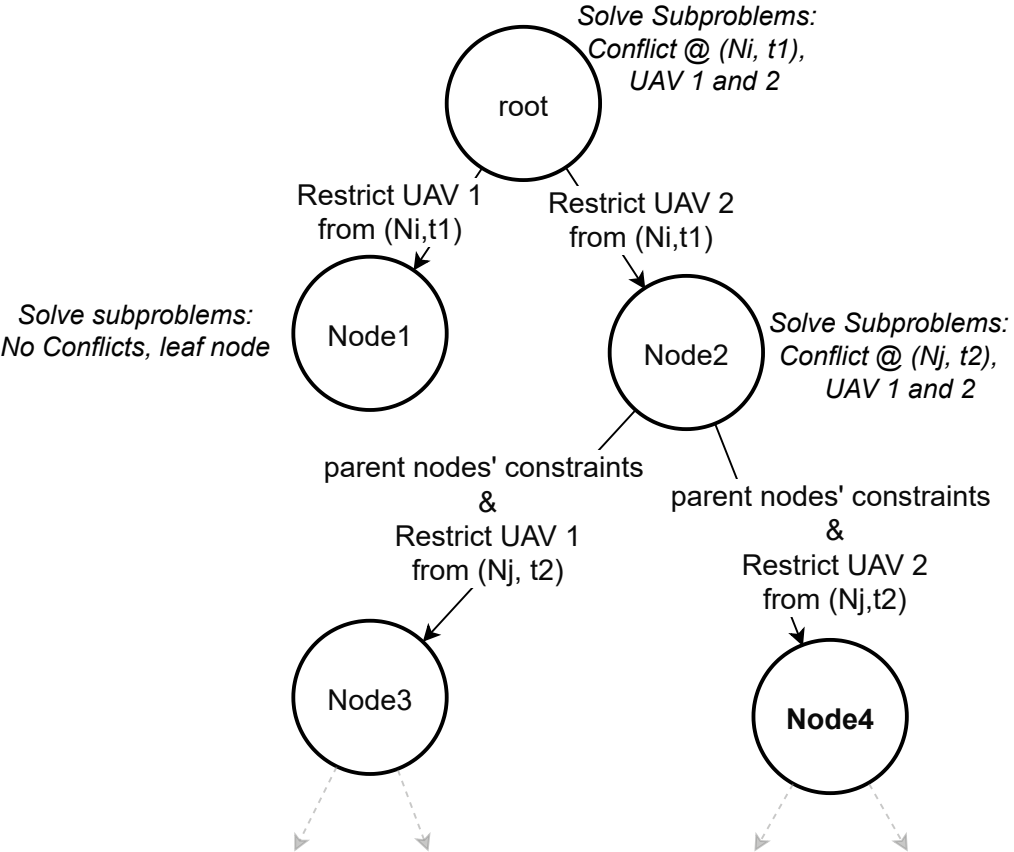 Solve Subproblems:
Conflict @ (Ni, t1),
UAV 1 and 2
root
Restrict UAV 1
from (Ni,t1)
Restrict UAV 2
from (Ni,t1)
Solve subproblems:
No Conflicts, leaf node
Node1
Node2
Solve Subproblems:
Conflict @ (Nj, t2),
UAV 1 and 2
parent nodes' constraints
&
Restrict UAV 1
from (Nj, t2)
parent nodes' constraints
&
Restrict UAV 2
from (Nj,t2)
Node3
Node4